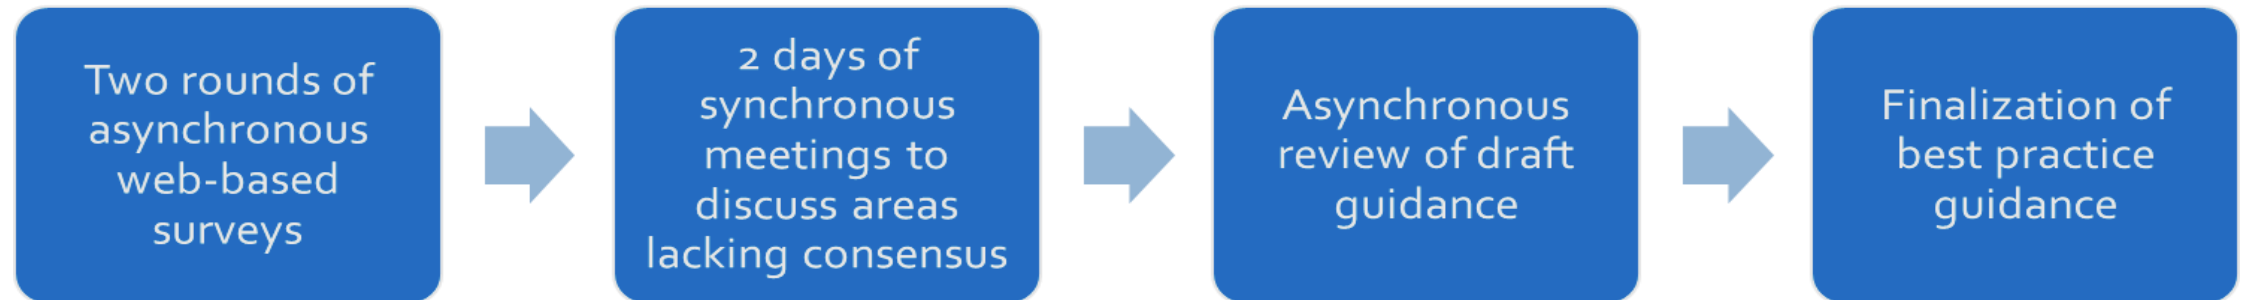 Two rounds of
asynchronous
web-based
surveys
2 days of
synchronous
meetings to
discuss areas
lacking consensus
Asynchronous
review of draft
guidance
Finalization of
best practice
guidance